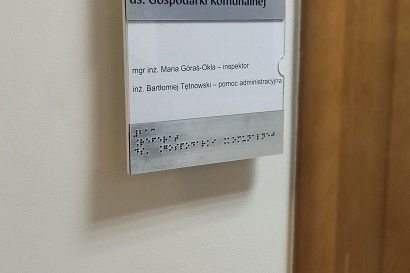 ds. Gospodarki Komunalnej
mgr inż. Maria Góraś-Okła – inspektor
inż. Bartłomiej Tętnowski – pomoc administracyjna